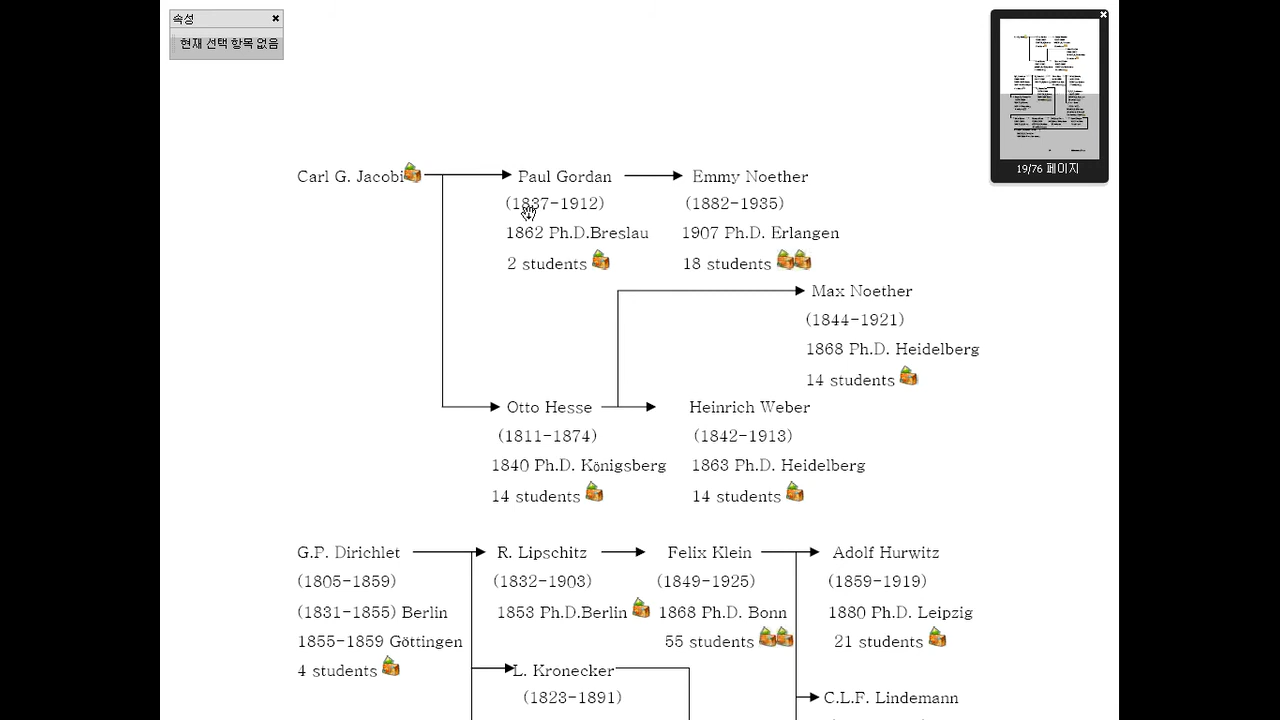 속성
현재 선택 항목 없음
19/76 페이지
Carl G. Jacobi
Paul Gordan
Emmy Noether
(1837-1912)
(1882-1935)
1862 Ph.D.Breslau
1907 Ph.D. Erlangen
2 students
18 students
Max Noether
(1844-1921)
1868 Ph.D. Heidelberg
14 students
Otto Hesse
Heinrich Weber
(1811-1874)
(1842-1913)
1840 Ph.D. Königsberg
1863 Ph.D. Heidelberg
14 students
14 students
G.P. Dirichlet
R. Lipschitz
Felix Klein
Adolf Hurwitz
(1805-1859)
(1832-1903)
(1849-1925)
(1859-1919)
(1831-1855) Berlin
1853 Ph.D.Berlin
1868 Ph.D. Bonn
1880 Ph.D. Leipzig
1855-1859 Göttingen
55 students
21 students
4 students
L. Kronecker
(1823-1891)
C.L.F. Lindemann